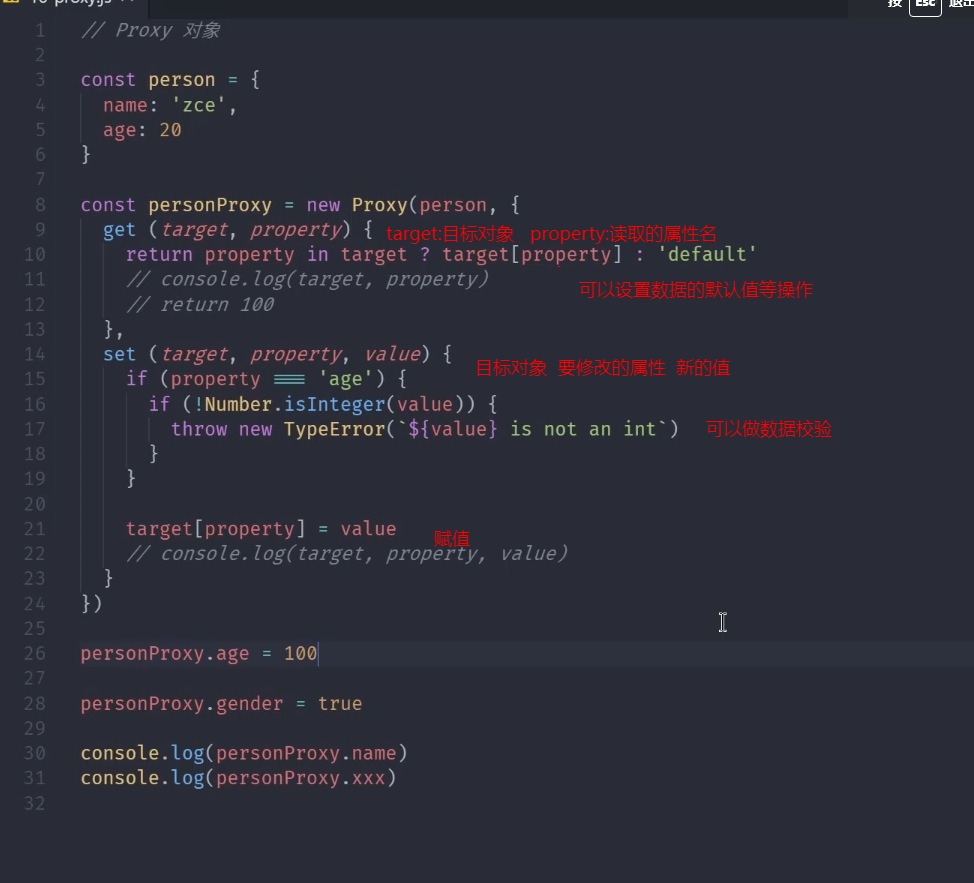 10-proxy.js
按 Esc 退出
1 // Proxy 对象
2
3 const person = {
4 name: 'zce',
5 age: 20
6 }
7
8 const personProxy = new Proxy(person, {
9 get (target, property) { target:目标对象 property:读取的属性名
10 return property in target ? target[property] : 'default'
11 // console.log(target, property)
可以设置数据的默认值等操作
12 // return 100
13 },
14 set (target, property, value) {
目标对象 要修改的属性 新的值
15 if (property === 'age') {
16 if (!Number.isInteger(value)) {
17 throw new TypeError(`${value} is not an int`) 可以做数据校验
18 }
19 }
20
21 target[property] = value
赋值
22 // console.log(target, property, value)
23 }
24 })
25
26 personProxy.age = 100
27
28 personProxy.gender = true
29
30 console.log(personProxy.name)
31 console.log(personProxy.xxx)
32